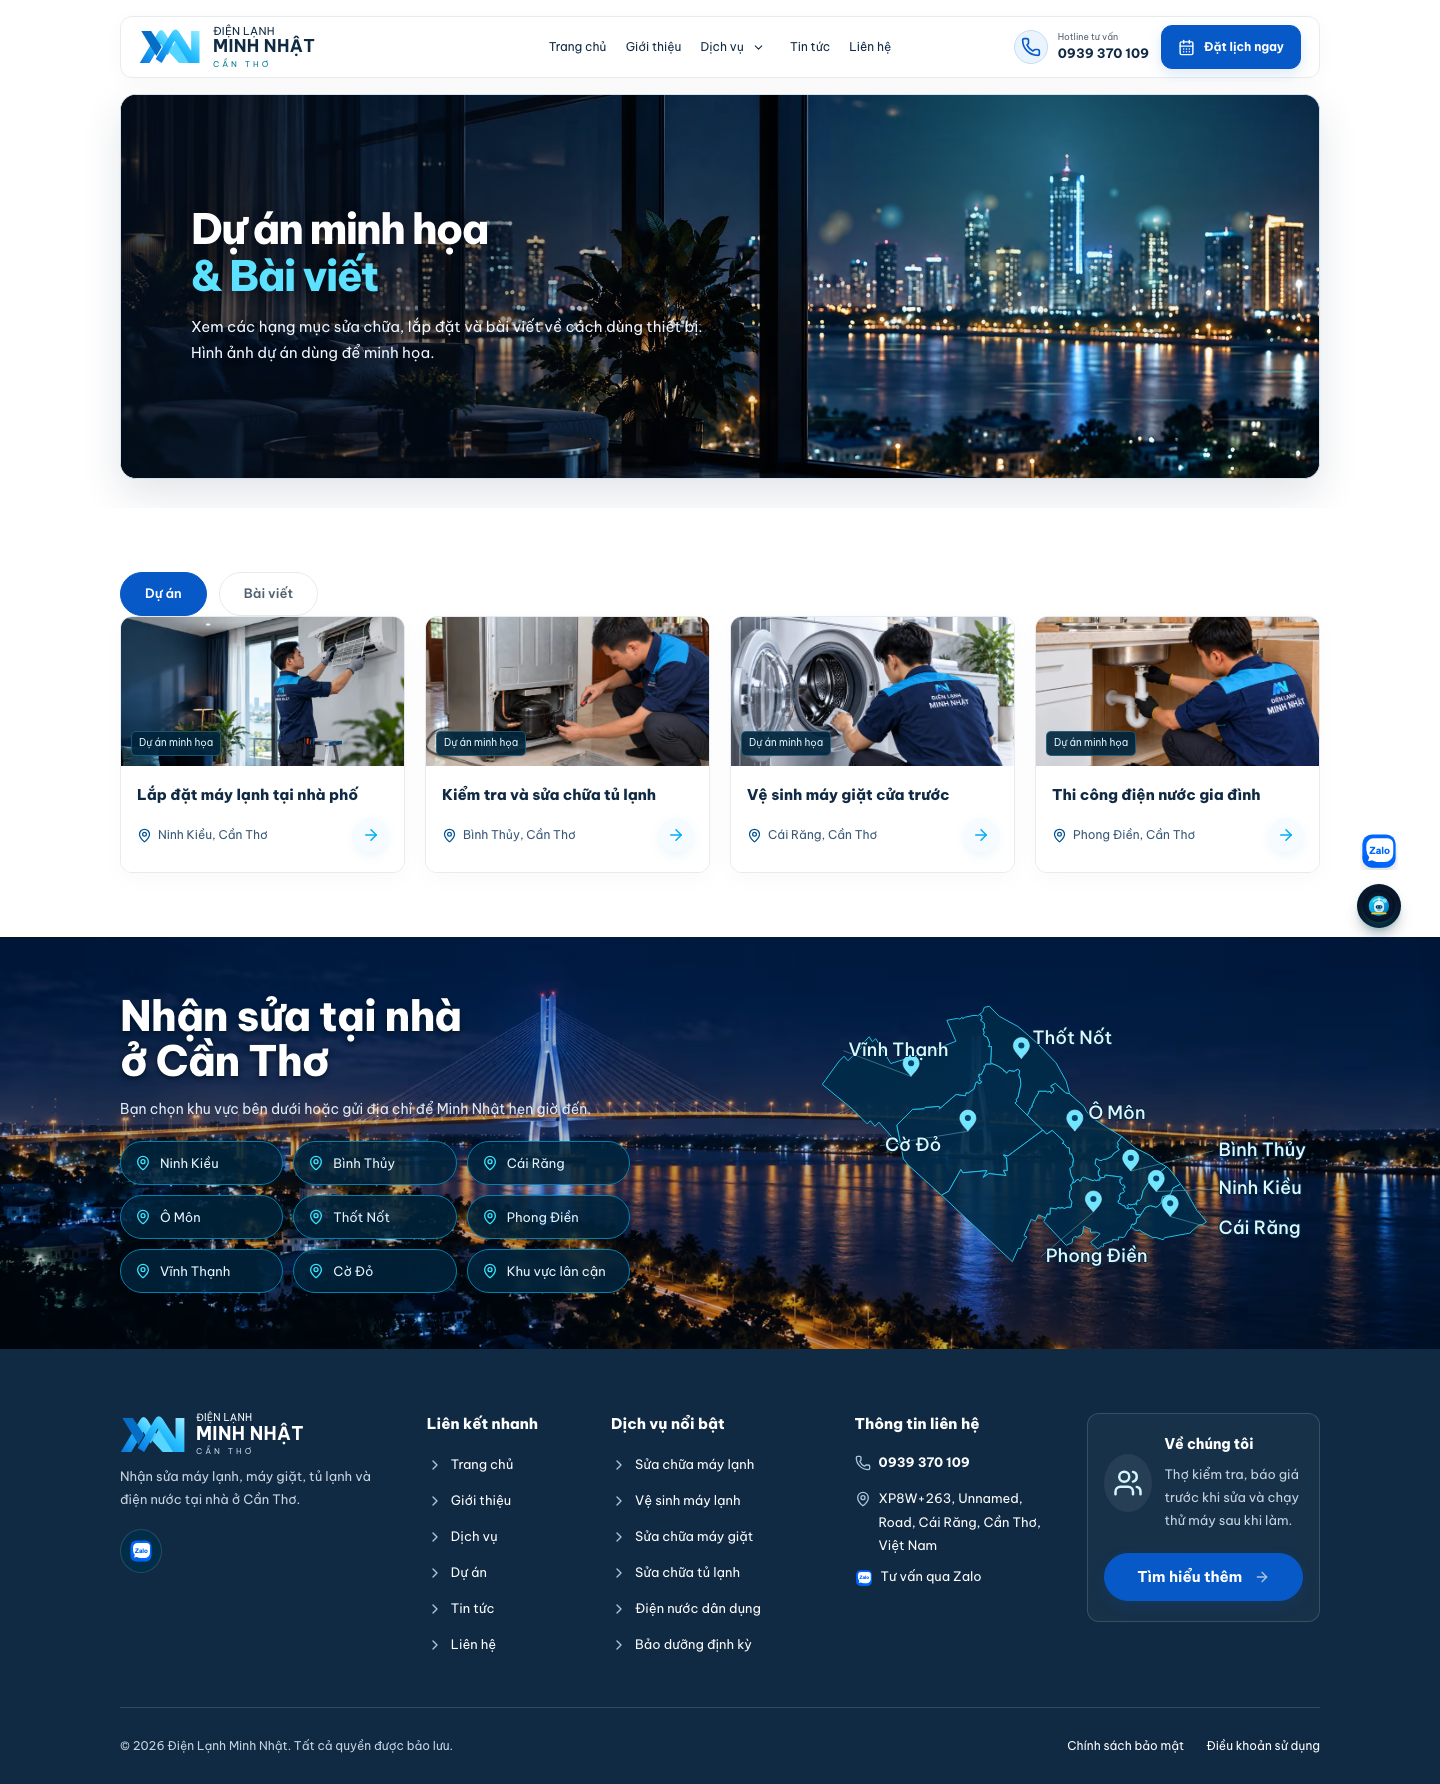 ĐIỆN LẠNH
MINH NHẬT
CẦN THƠ
Trang chủ
Giới thiệu
Dịch vụ
Tin tức
Liên hệ
Hotline tư vấn
0939 370 109
Đặt lịch ngay
Dự án minh họa
& Bài viết
Xem các hạng mục sửa chữa, lắp đặt và bài viết về cách dùng thiết bị.
Hình ảnh dự án dùng để minh họa.
Dự án
Bài viết
Dự án minh họa
Lắp đặt máy lạnh tại nhà phố
Ninh Kiều, Cần Thơ
Dự án minh họa
Kiểm tra và sửa chữa tủ lạnh
Bình Thủy, Cần Thơ
ĐIỆN LẠNH
MINH NHẬT
Dự án minh họa
Vệ sinh máy giặt cửa trước
Cái Răng, Cần Thơ
ĐIỆN LẠNH
MINH NHẬT
Dự án minh họa
Thi công điện nước gia đình
Phong Điền, Cần Thơ
Zalo
Nhận sửa tại nhà
ở Cần Thơ
Bạn chọn khu vực bên dưới hoặc gửi địa chỉ để Minh Nhật hẹn giờ đến.
Ninh Kiều
Bình Thủy
Cái Răng
Ô Môn
Thốt Nốt
Phong Điền
Vĩnh Thạnh
Cờ Đỏ
Khu vực lân cận
Vĩnh Thạnh
Thốt Nốt
Ô Môn
Cờ Đỏ
Bình Thủy
Ninh Kiều
Cái Răng
Phong Điền
ĐIỆN LẠNH
MINH NHẬT
CẦN THƠ
Nhận sửa máy lạnh, máy giặt, tủ lạnh và
điện nước tại nhà ở Cần Thơ.
Zalo
Liên kết nhanh
Trang chủ
Giới thiệu
Dịch vụ
Dự án
Tin tức
Liên hệ
Dịch vụ nổi bật
Sửa chữa máy lạnh
Vệ sinh máy lạnh
Sửa chữa máy giặt
Sửa chữa tủ lạnh
Điện nước dân dụng
Bảo dưỡng định kỳ
Thông tin liên hệ
0939 370 109
XP8W+263, Unnamed,
Road, Cái Răng, Cần Thơ,
Việt Nam
Zalo
Tư vấn qua Zalo
Về chúng tôi
Thợ kiểm tra, báo giá
trước khi sửa và chạy
thử máy sau khi làm.
Tìm hiểu thêm
© 2026 Điện Lạnh Minh Nhật. Tất cả quyền được bảo lưu.
Chính sách bảo mật
Điều khoản sử dụng